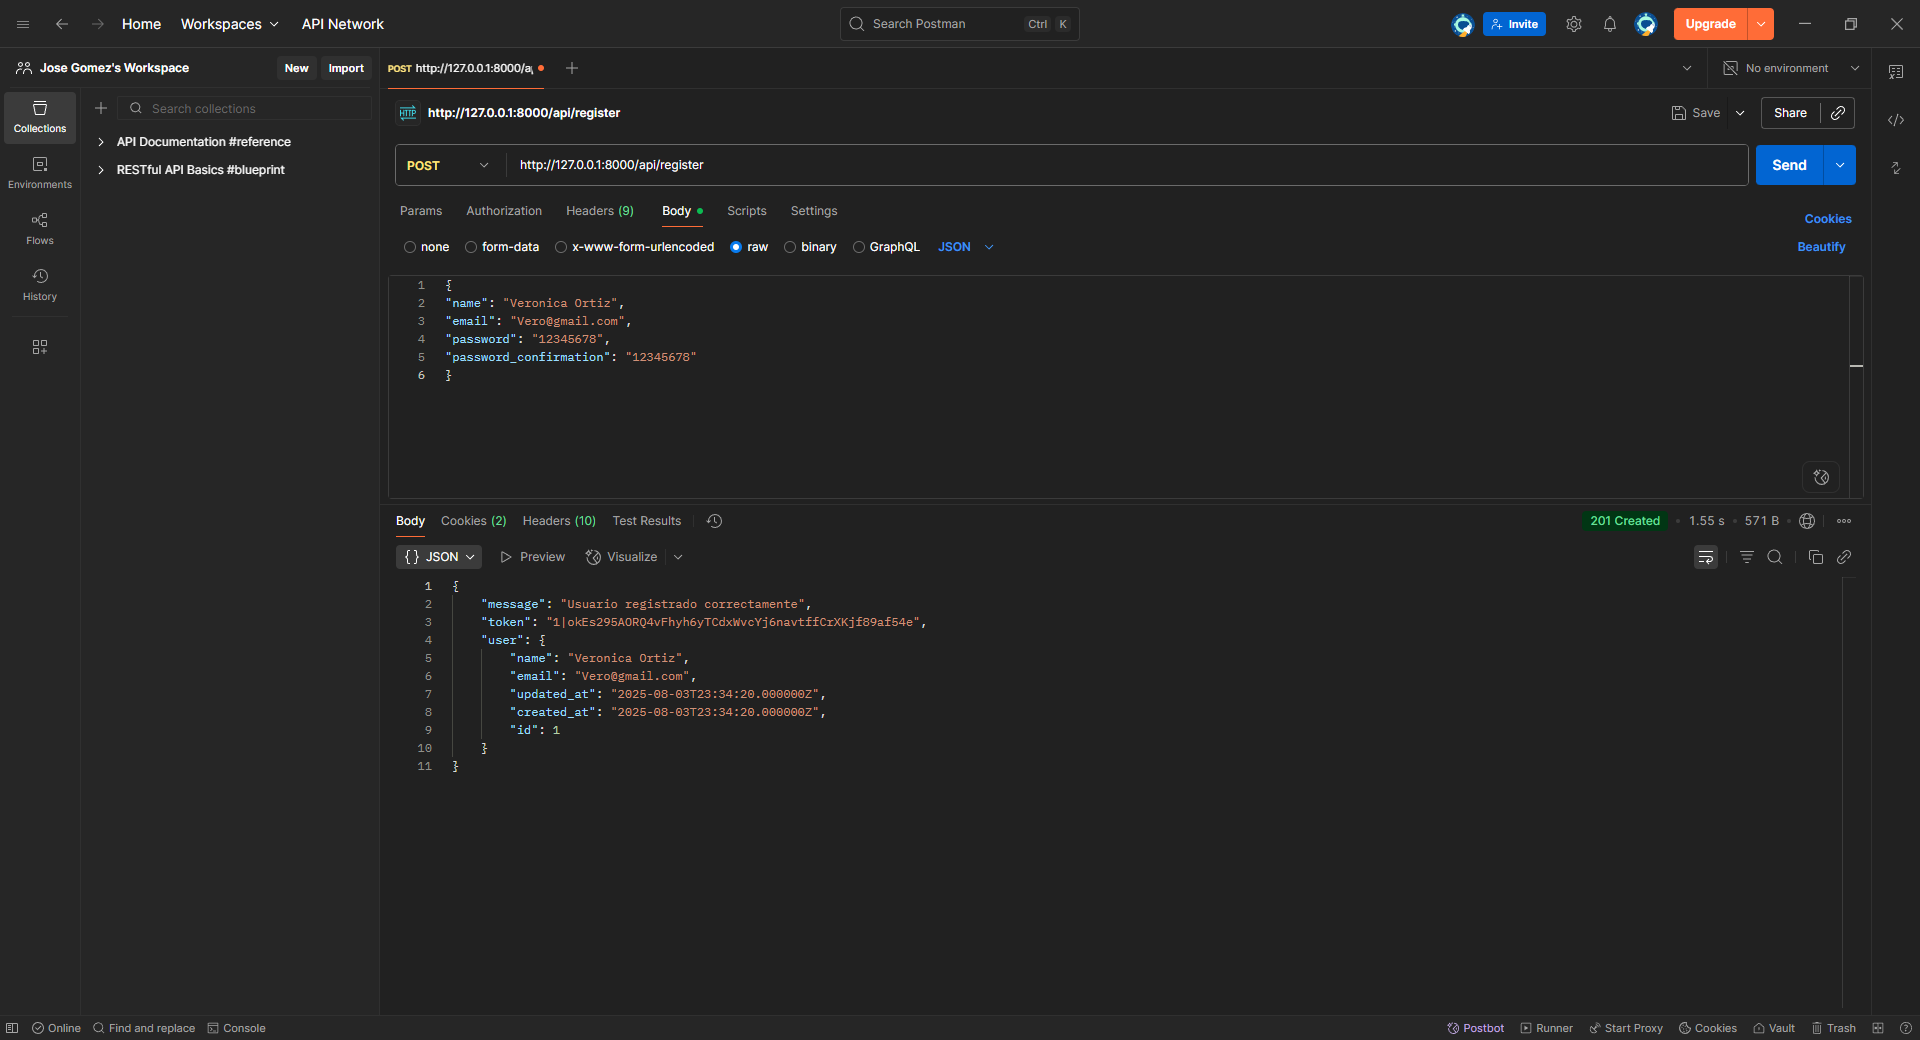 Home Workspaces API Network Search Postman Ctrl K Invite Upgrade
Jose Gomez's Workspace New Import POST http://127.0.0.1:8000/a No environment
Search collections
Collections
Environments
Flows
History
API Documentation #reference
RESTful API Basics #blueprint
HTTP http://127.0.0.1:8000/api/register Save Share
POST http://127.0.0.1:8000/api/register Send
Params Authorization Headers (9) Body Scripts Settings Cookies
none form-data x-www-form-urlencoded raw binary GraphQL JSON Beautify
1 {
2 "name": "Veronica Ortiz",
3 "email": "Vero@gmail.com",
4 "password": "12345678",
5 "password_confirmation": "12345678"
6 }
Body Cookies (2) Headers (10) Test Results 201 Created • 1.55 s • 571 B
{} JSON Preview Visualize
1 {
2 "message": "Usuario registrado correctamente",
3 "token": "1|okEs295AORQ4vFhyh6yTCdxWvcYj6navtffCrXKjf89af54e",
4 "user": {
5 "name": "Veronica Ortiz",
6 "email": "Vero@gmail.com",
7 "updated_at": "2025-08-03T23:34:20.000000Z",
8 "created_at": "2025-08-03T23:34:20.000000Z",
9 "id": 1
10 }
11 }
Online Find and replace Console Postbot Runner Start Proxy Cookies Vault Trash